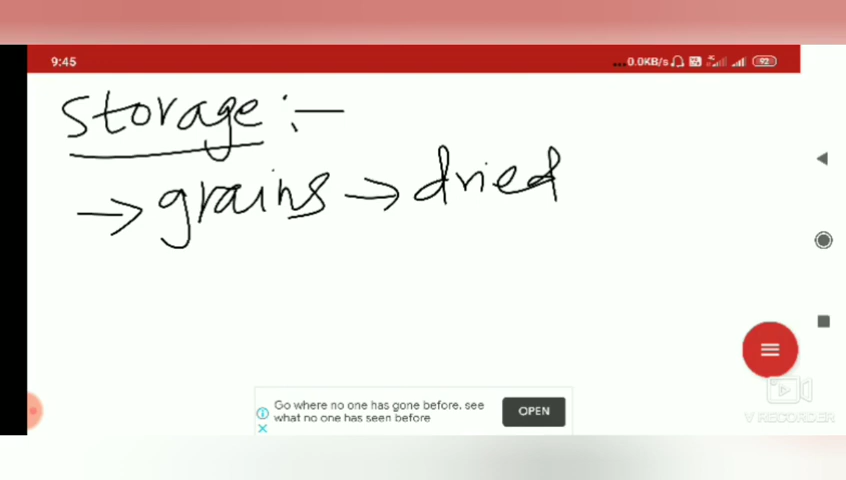 9:45 ...0.0KB/s 92
storage :-
→ grains → dried
Go where no one has gone before, see
what no one has seen before
OPEN
V RECORDER